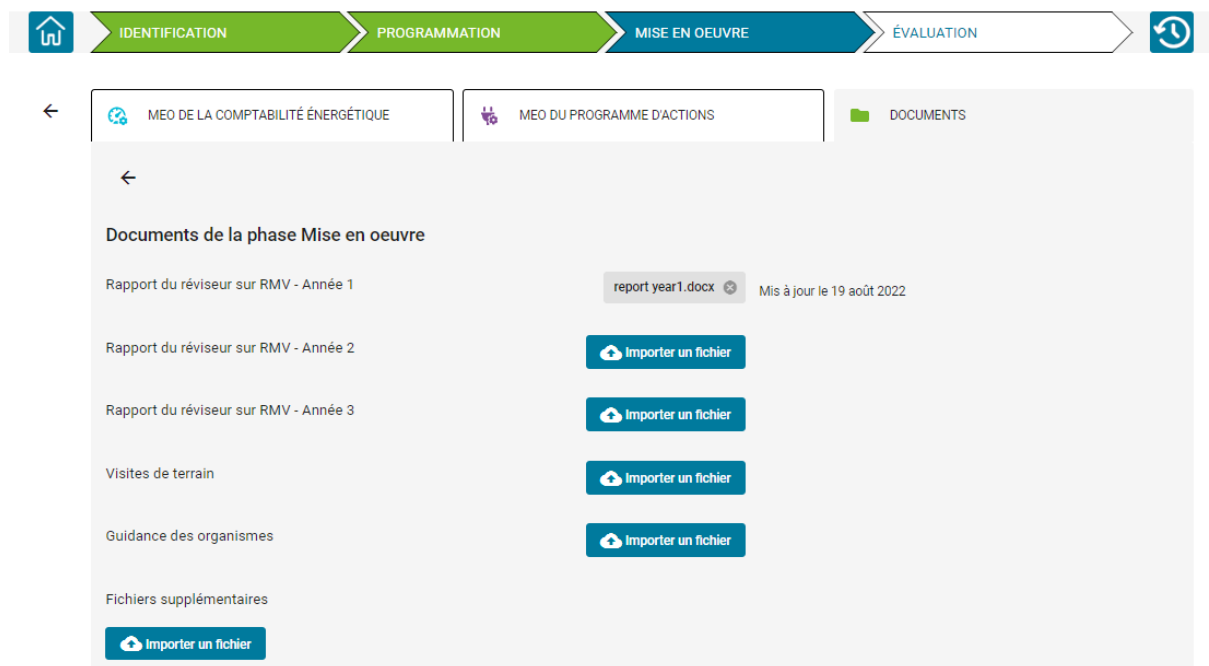 IDENTIFICATION
PROGRAMMATION
MISE EN OEUVRE
ÉVALUATION
MEO DE LA COMPTABILITÉ ÉNERGÉTIQUE
MEO DU PROGRAMME D'ACTIONS
DOCUMENTS
Documents de la phase Mise en oeuvre
Rapport du réviseur sur RMV - Année 1
report year1.docx
Mis à jour le 19 août 2022
Rapport du réviseur sur RMV - Année 2
Importer un fichier
Rapport du réviseur sur RMV - Année 3
Importer un fichier
Visites de terrain
Importer un fichier
Guidance des organismes
Importer un fichier
Fichiers supplémentaires
Importer un fichier